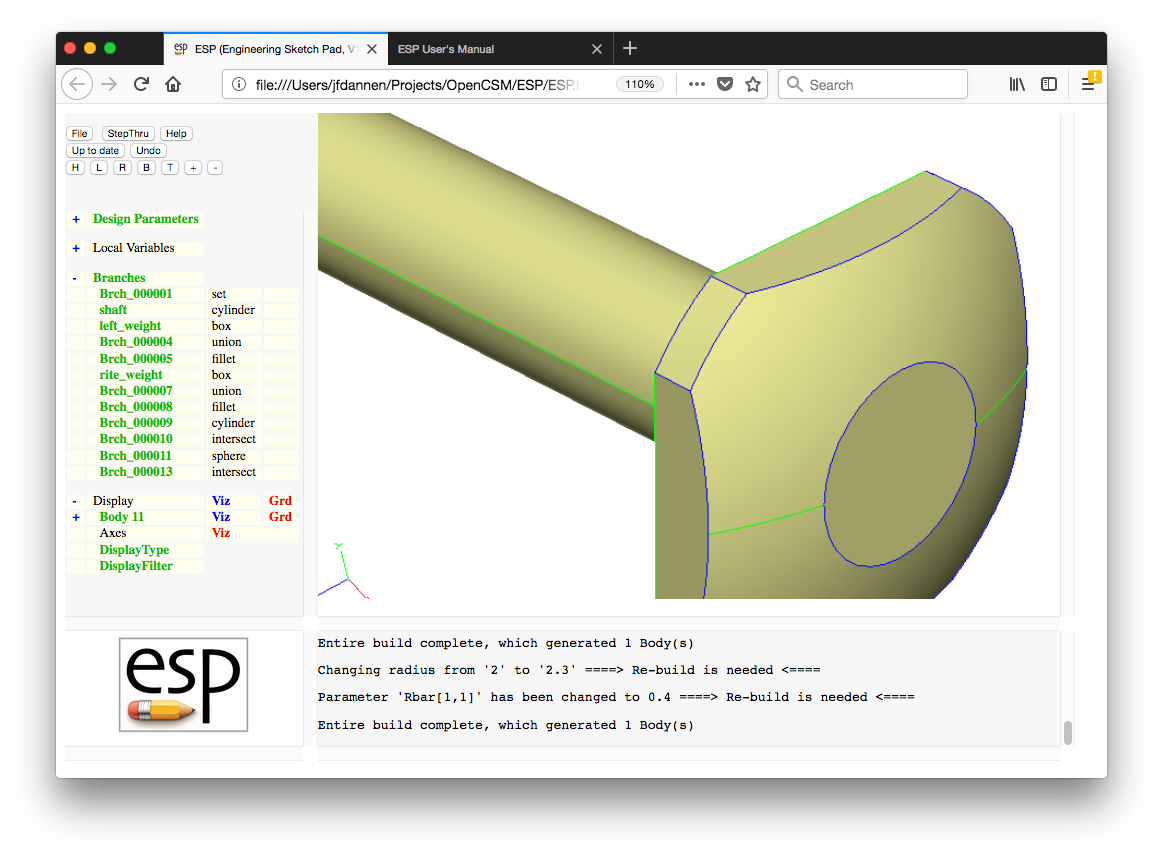 esp ESP (Engineering Sketch Pad, V1
ESP User's Manual
file:///Users/jfdannen/Projects/OpenCSM/ESP/ESP.
110%
Search
File StepThru Help
Up to date Undo
H L R B T + -
+ Design Parameters
+ Local Variables
- Branches
Brch_000001 set
shaft cylinder
left_weight box
Brch_000004 union
Brch_000005 fillet
rite_weight box
Brch_000007 union
Brch_000008 fillet
Brch_000009 cylinder
Brch_000010 intersect
Brch_000011 sphere
Brch_000013 intersect
- Display Viz Grd
+ Body 11 Viz Grd
Axes Viz
DisplayType
DisplayFilter
esp
Entire build complete, which generated 1 Body(s)
Changing radius from '2' to '2.3' ====> Re-build is needed <====
Parameter 'Rbar[1,1]' has been changed to 0.4 ====> Re-build is needed <====
Entire build complete, which generated 1 Body(s)